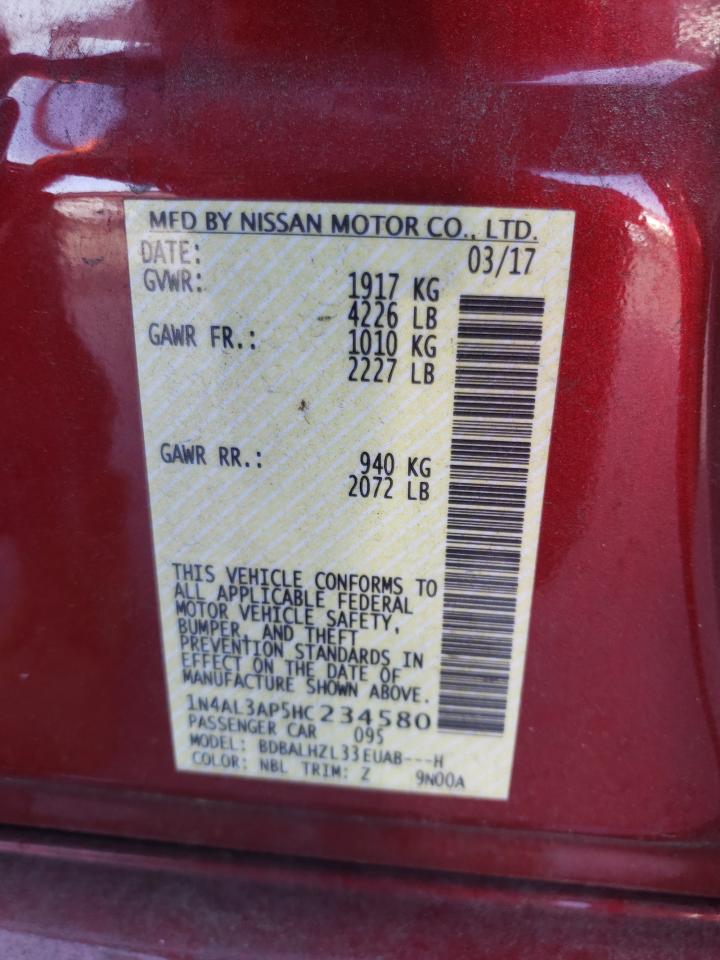 MFD BY NISSAN MOTOR CO., LTD.
DATE: 03/17
GVWR: 1917 KG
4226 LB
GAWR FR.: 1010 KG
2227 LB
GAWR RR.: 940 KG
2072 LB
THIS VEHICLE CONFORMS TO
ALL APPLICABLE FEDERAL
MOTOR VEHICLE SAFETY,
BUMPER, AND THEFT
PREVENTION STANDARDS IN
EFFECT ON THE DATE OF
MANUFACTURE SHOWN ABOVE.
1N4AL3AP5HC234580
PASSENGER CAR 095
MODEL: BDBALHZL33EUAB---H
COLOR: NBL TRIM: Z 9N00A